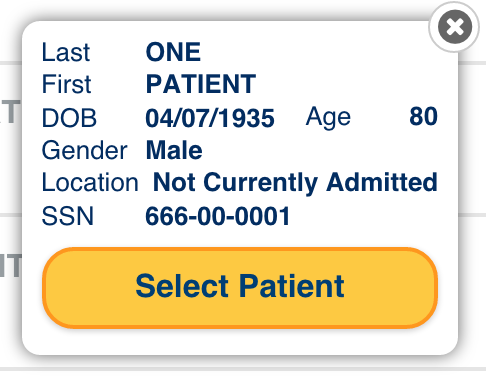 Last ONE
First PATIENT
DOB 04/07/1935 Age 80
Gender Male
Location Not Currently Admitted
SSN 666-00-0001
Select Patient